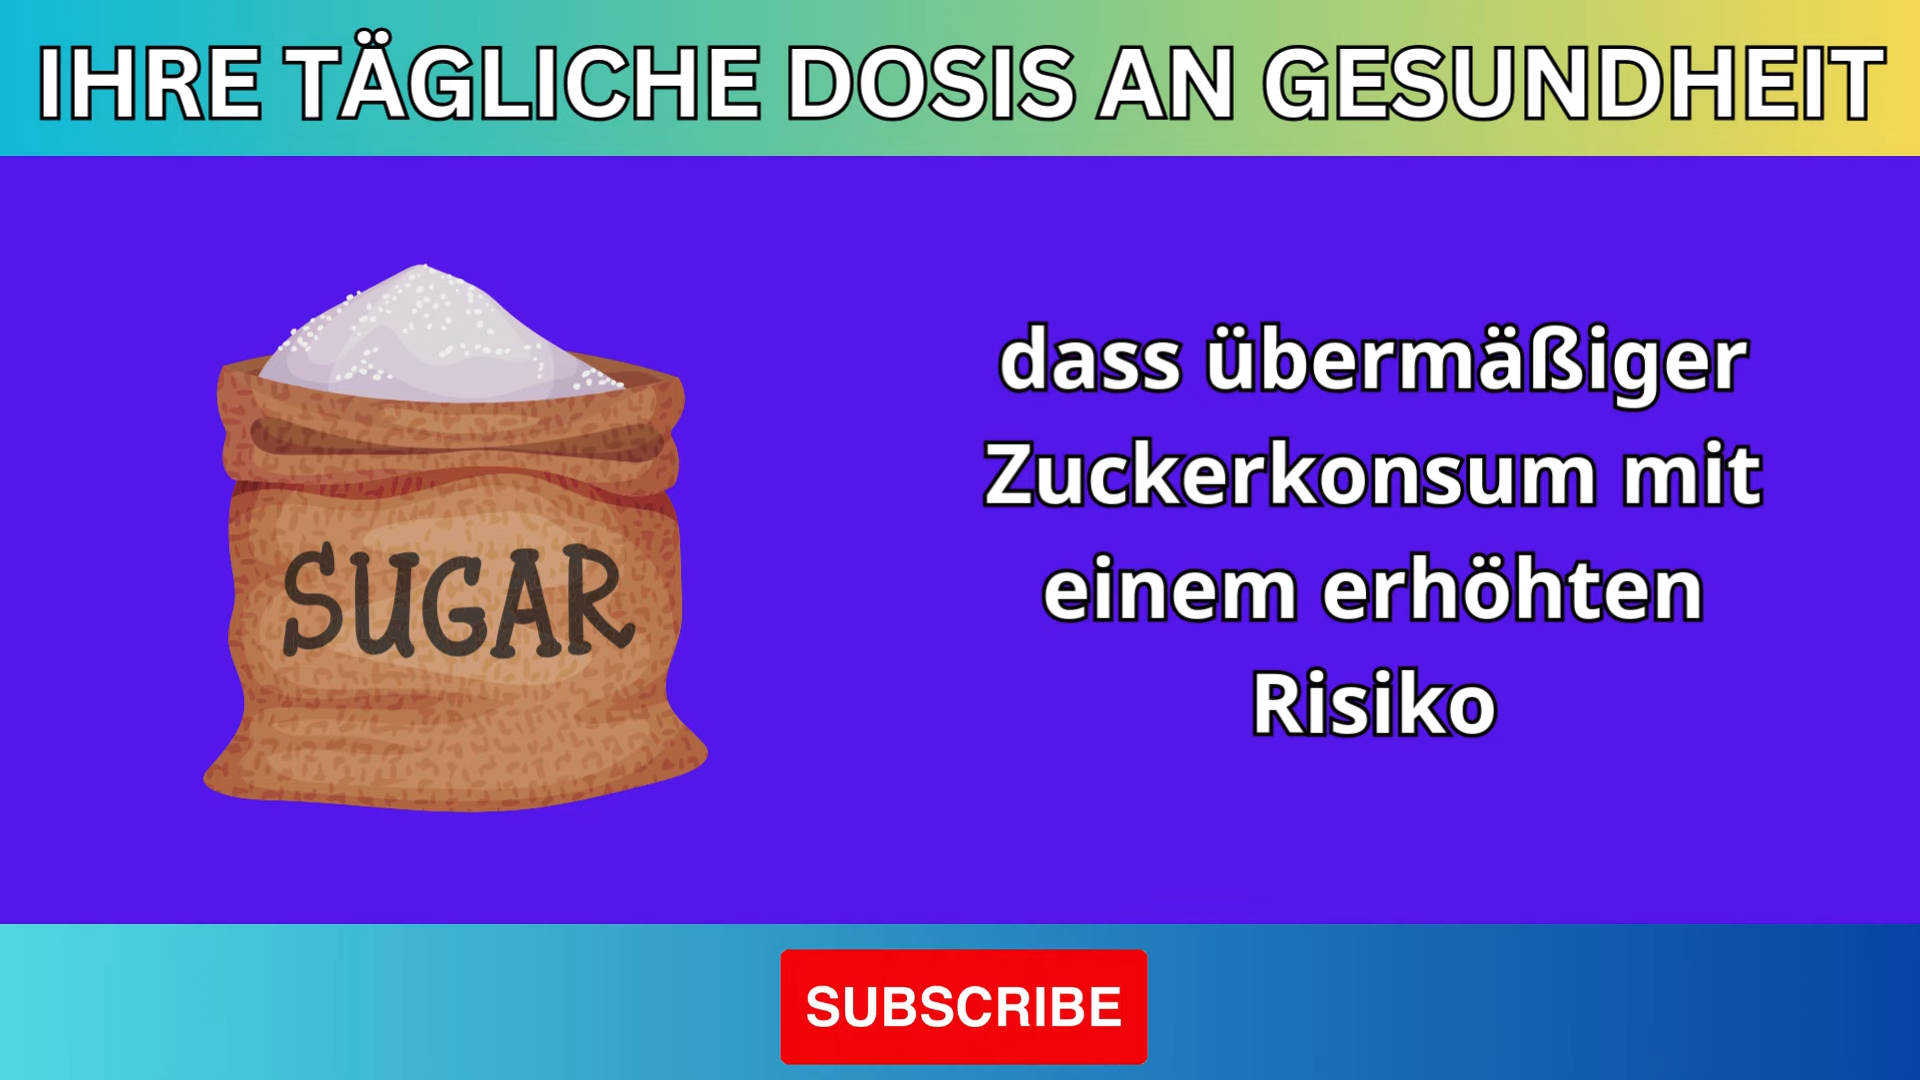 IHRE TÄGLICHE DOSIS AN GESUNDHEIT
SUGAR
dass übermäßiger
Zuckerkonsum mit
einem erhöhten
Risiko
SUBSCRIBE